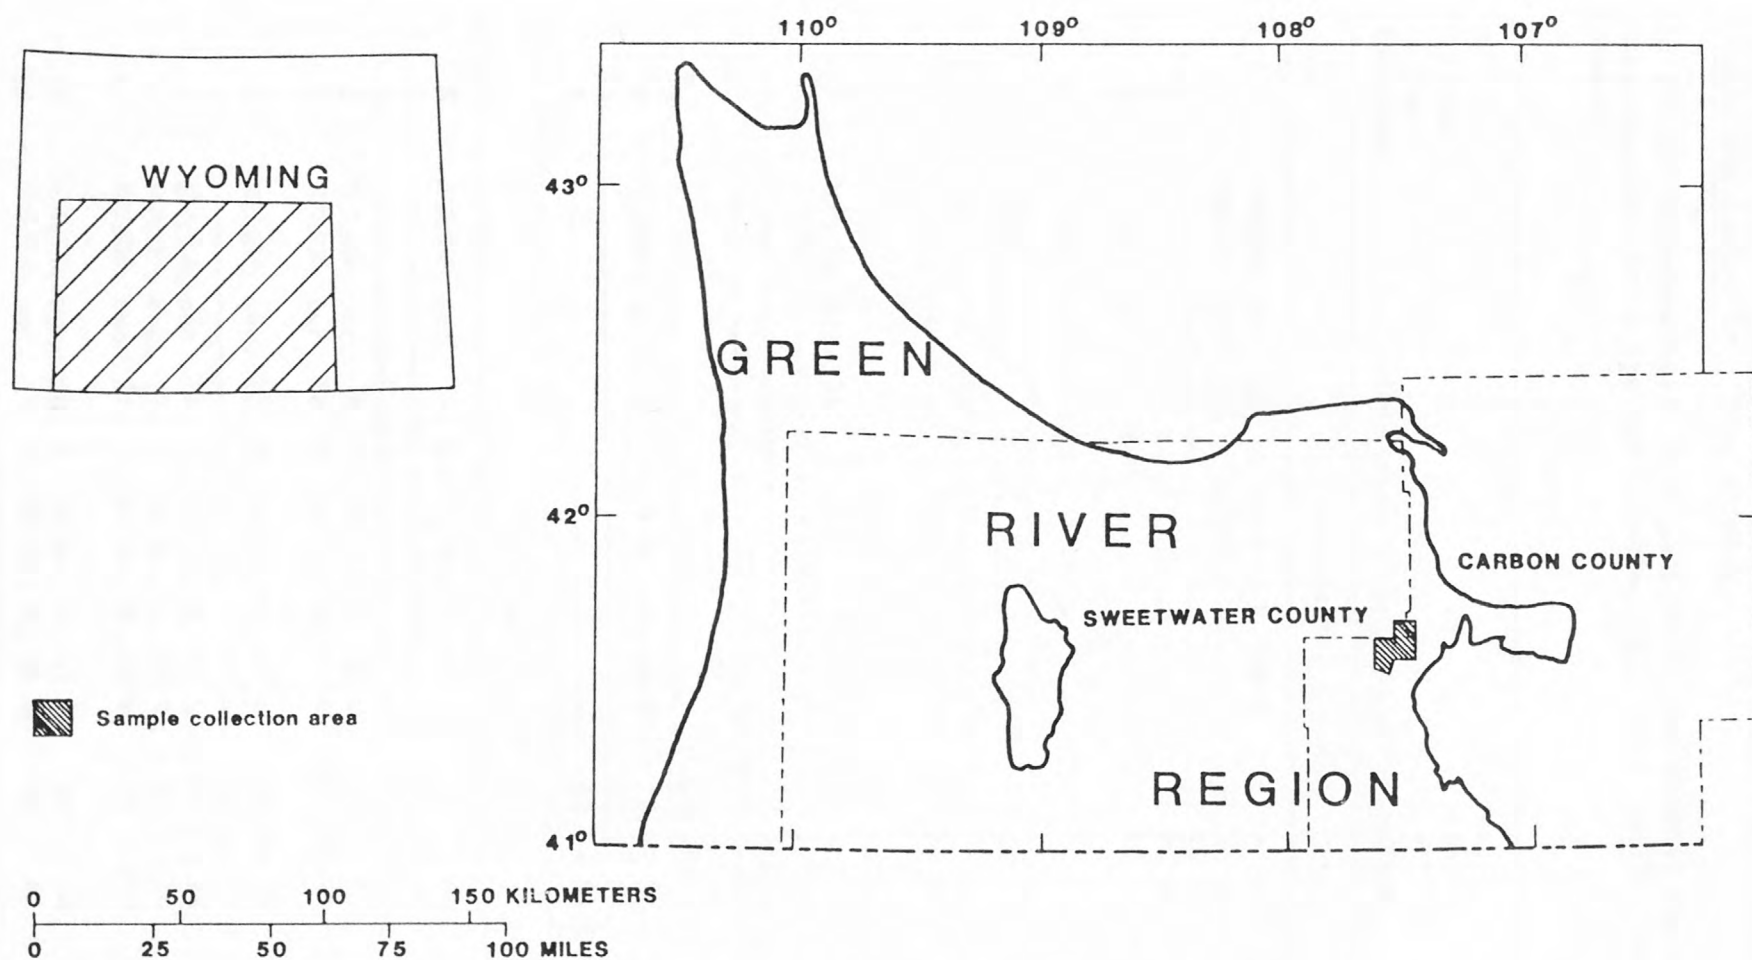 110° 109° 108° 107°
WYOMING
43°
GREEN
42°
RIVER
CARBON COUNTY
SWEETWATER COUNTY
Sample collection area
REGION
41°
0 50 100 150 KILOMETERS
0 25 50 75 100 MILES